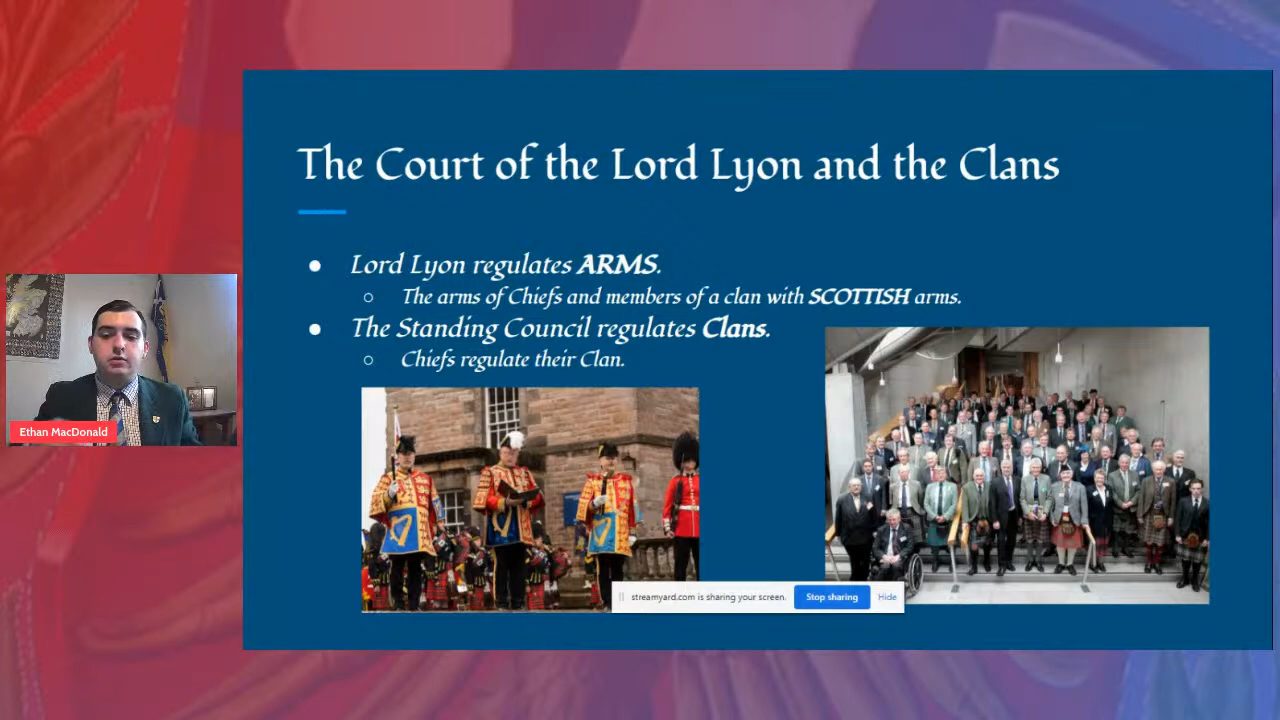 The Court of the Lord Lyon and the Clans
● Lord Lyon regulates ARMS.
○ The arms of Chiefs and members of a clan with SCOTTISH arms.
● The Standing Council regulates Clans.
○ Chiefs regulate their Clan.
Ethan MacDonald
streamyard.com is sharing your screen.
Stop sharing
Hide